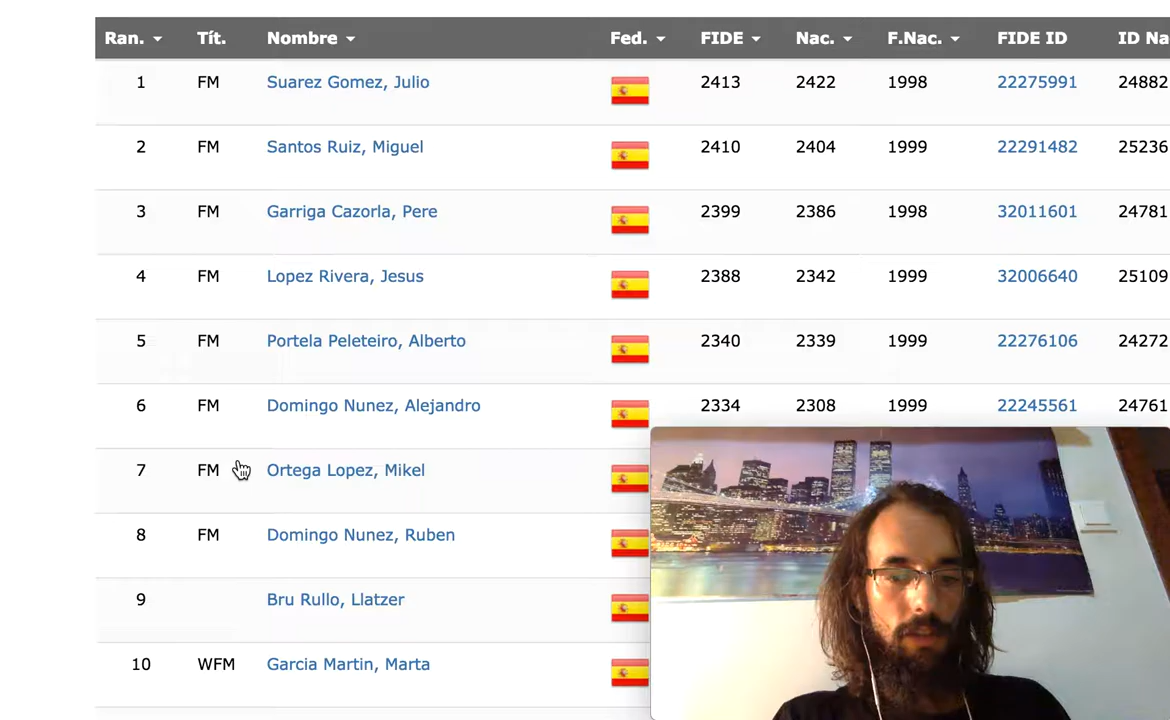 Ran. Tít. Nombre Fed. FIDE Nac. F.Nac. FIDE ID ID Na
1 FM Suarez Gomez, Julio 2413 2422 1998 22275991 24882
2 FM Santos Ruiz, Miguel 2410 2404 1999 22291482 25236
3 FM Garriga Cazorla, Pere 2399 2386 1998 32011601 24781
4 FM Lopez Rivera, Jesus 2388 2342 1999 32006640 25109
5 FM Portela Peleteiro, Alberto 2340 2339 1999 22276106 24272
6 FM Domingo Nunez, Alejandro 2334 2308 1999 22245561 24761
7 FM Ortega Lopez, Mikel
8 FM Domingo Nunez, Ruben
9 Bru Rullo, Llatzer
10 WFM Garcia Martin, Marta